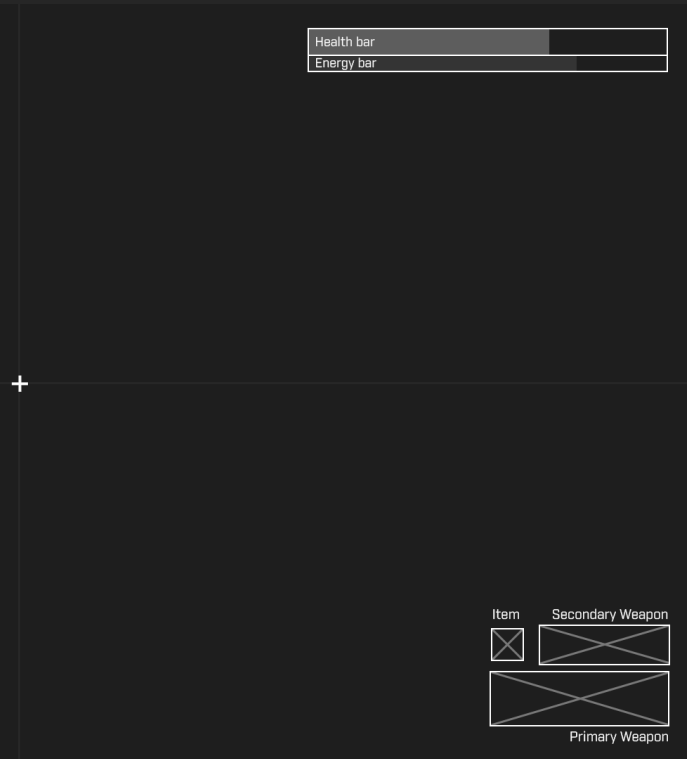 Health bar
Energy bar
Item
Secondary Weapon
Primary Weapon